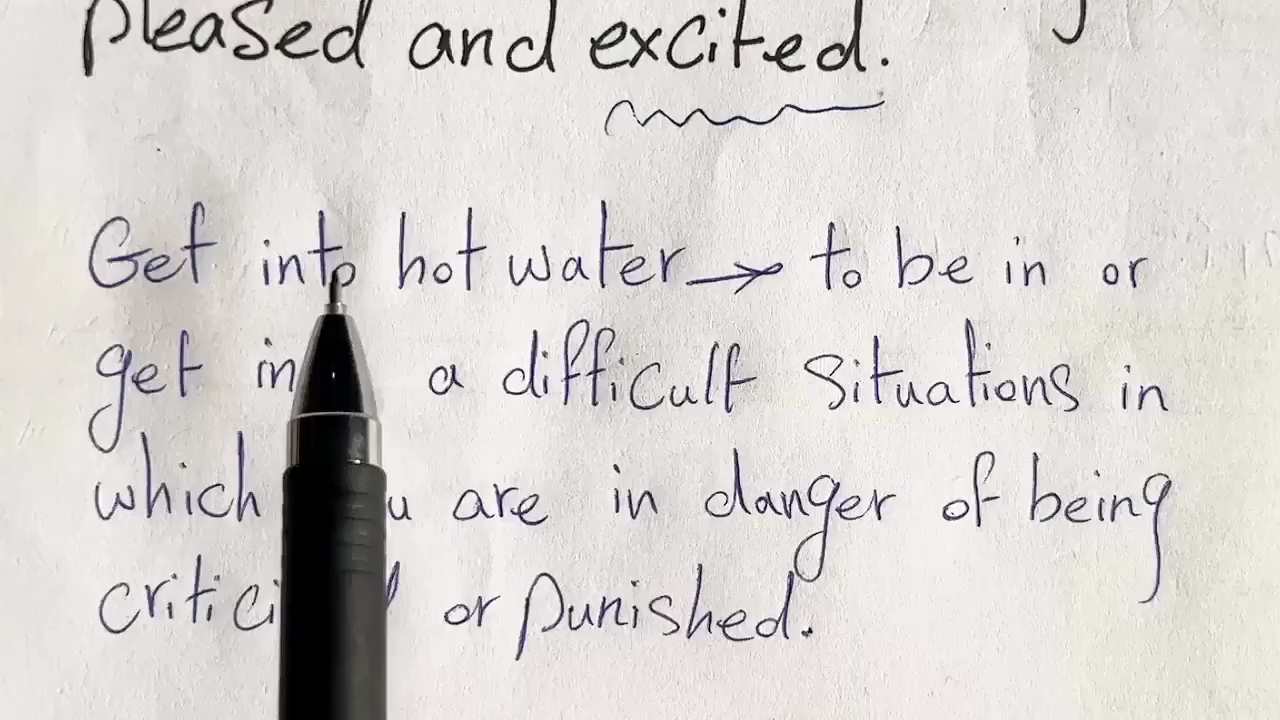 pleased and excited.
Get into hot water → to be in or
get in a difficult situations in
which are in danger of being
or punished.